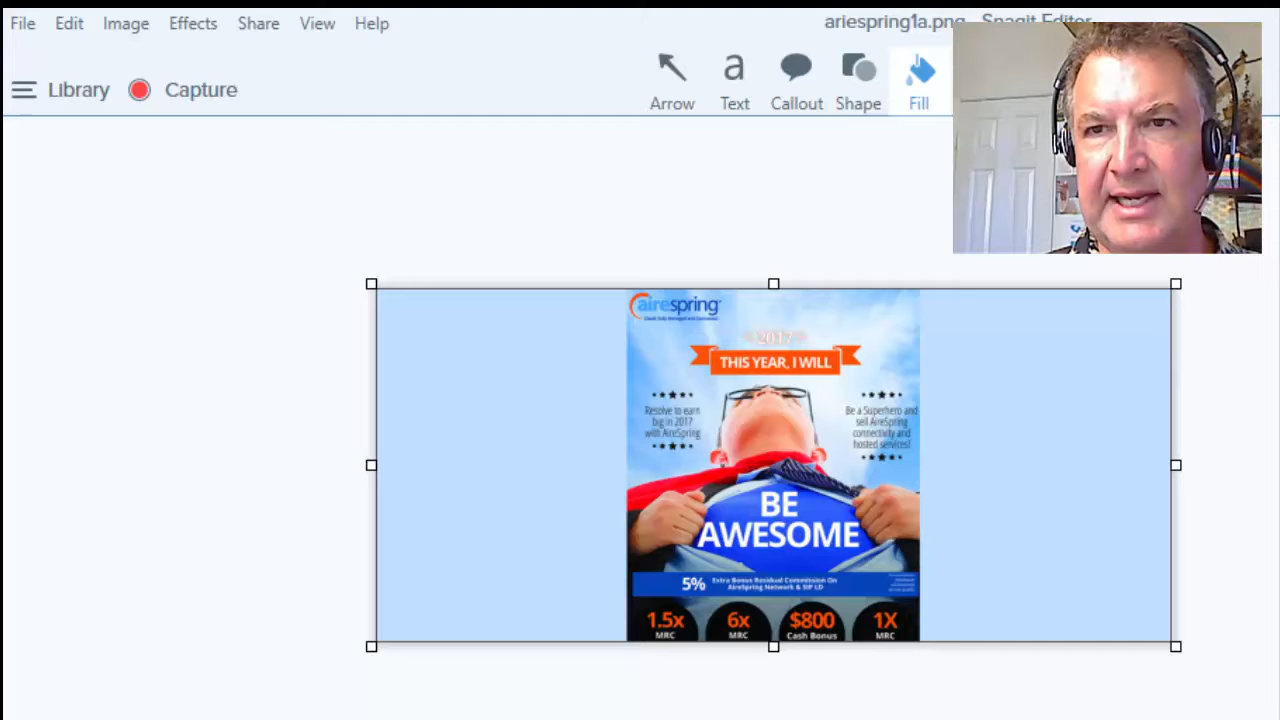 File Edit Image Effects Share View Help
ariespring1a.png - Snagit Editor
Library Capture
Arrow Text Callout Shape Fill
airespring
2017
THIS YEAR, I WILL
Resolve to earn
big in 2017
with AireSpring
Be a Superhero and
sell AireSpring
connectivity and
hosted services!
BE
AWESOME
5% Extra Bonus Residual Commission On
AireSpring Network & SIP LD
1.5x 6x $800 1X
MRC MRC Cash Bonus MRC